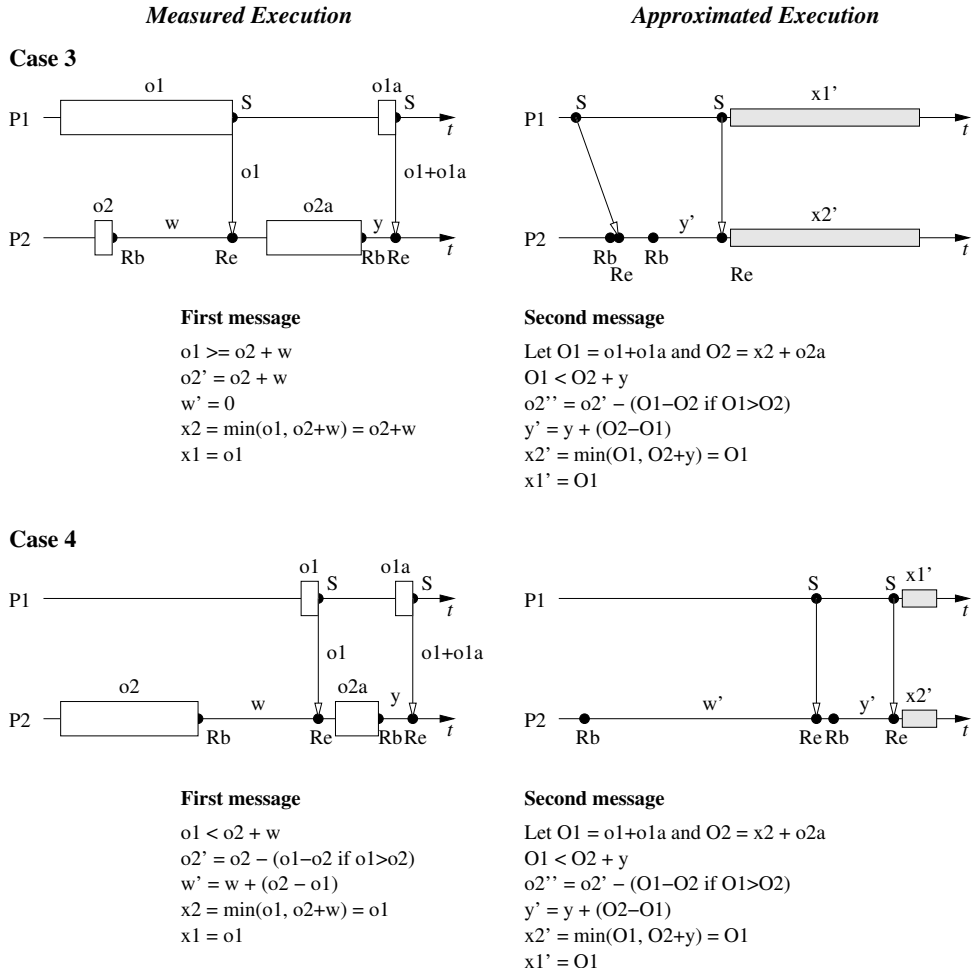 Measured Execution
Approximated Execution
Case 3
o1
o1a
x1'
P1
S
S
t
S
S
P1
t
o1
o1+o1a
o2
w
o2a
y
y'
x2'
P2
Rb
Re
RbRe
t
P2
Rb
Re
Rb
Re
t
First message
o1 >= o2 + w
o2' = o2 + w
w' = 0
x2 = min(o1, o2+w) = o2+w
x1 = o1
Second message
Let O1 = o1+o1a and O2 = x2 + o2a
O1 < O2 + y
o2'' = o2' − (O1−O2 if O1>O2)
y' = y + (O2−O1)
x2' = min(O1, O2+y) = O1
x1' = O1
Case 4
o1
o1a
S
S
P1
t
S
S
x1'
P1
t
o1
o1+o1a
o2
w
o2a
y
w'
y'
x2'
P2
Rb
Re
RbRe
t
P2
Rb
Re
Rb
Re
t
First message
o1 < o2 + w
o2' = o2 − (o1−o2 if o1>o2)
w' = w + (o2 − o1)
x2 = min(o1, o2+w) = o1
x1 = o1
Second message
Let O1 = o1+o1a and O2 = x2 + o2a
O1 < O2 + y
o2'' = o2' − (O1−O2 if O1>O2)
y' = y + (O2−O1)
x2' = min(O1, O2+y) = O1
x1' = O1